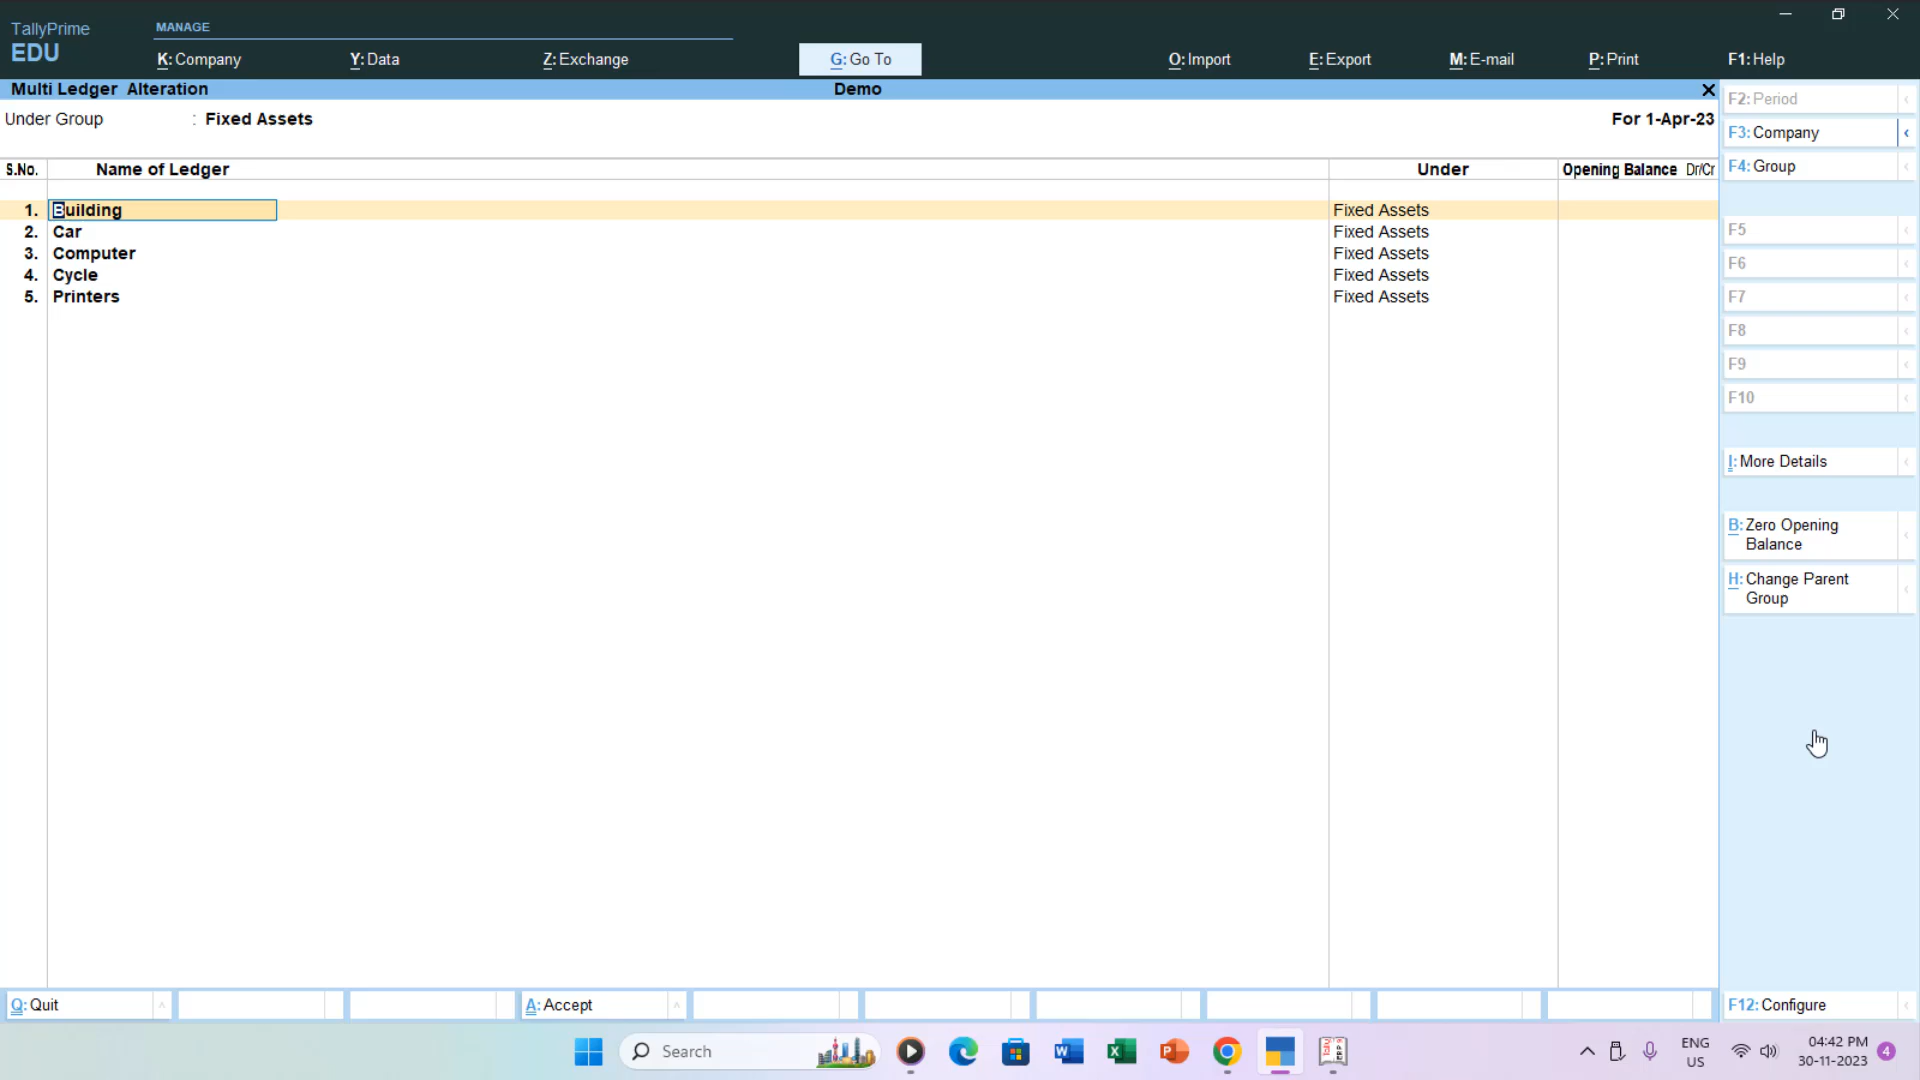 TallyPrime
EDU
MANAGE
K: Company
Y: Data
Z: Exchange
G: Go To
O: Import
E: Export
M: E-mail
P: Print
F1: Help
Multi Ledger Alteration
Demo
Under Group : Fixed Assets
For 1-Apr-23
S.No. Name of Ledger Under Opening Balance Dr/Cr
1. Building Fixed Assets
2. Car Fixed Assets
3. Computer Fixed Assets
4. Cycle Fixed Assets
5. Printers Fixed Assets
F2: Period
F3: Company
F4: Group
F5
F6
F7
F8
F9
F10
I: More Details
B: Zero Opening
Balance
H: Change Parent
Group
Q: Quit
A: Accept
F12: Configure
Search
ENG
US
04:42 PM
30-11-2023
4